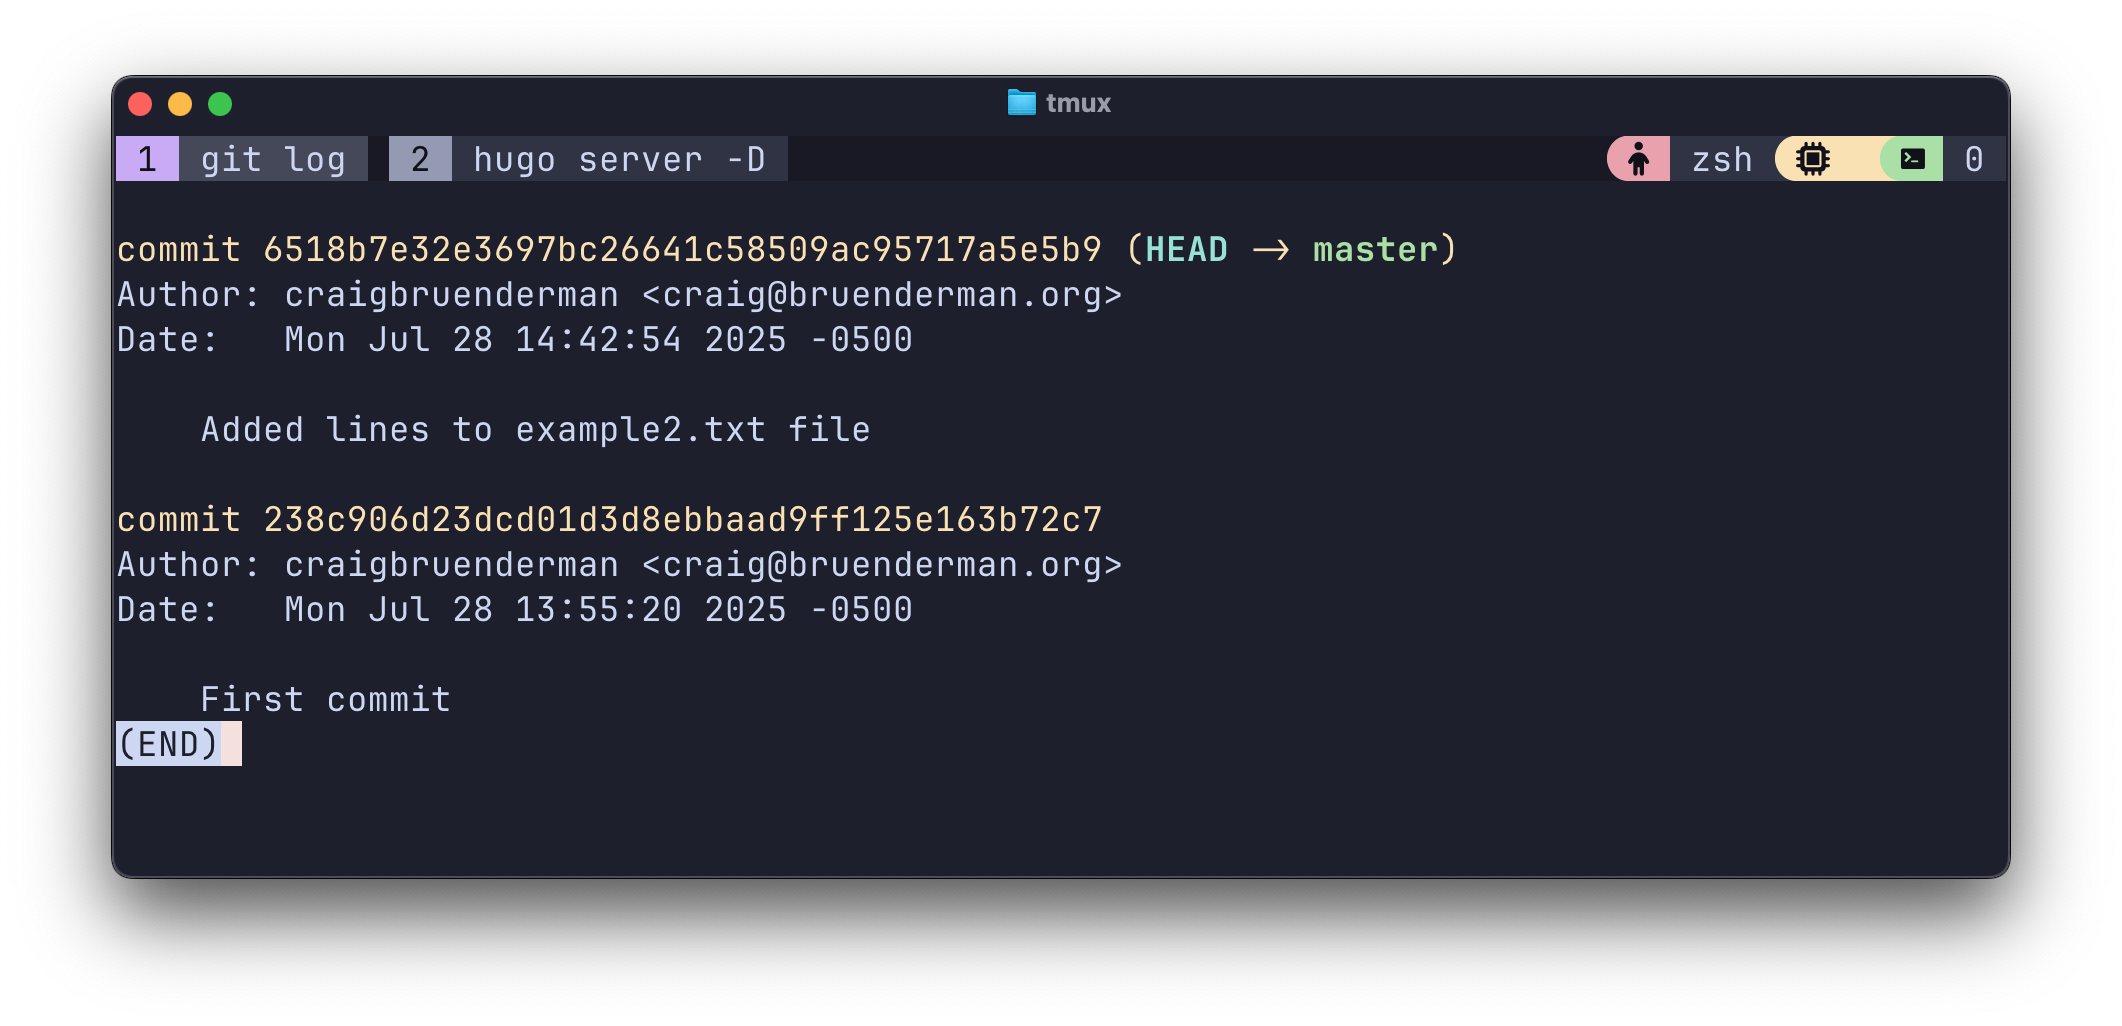 tmux
1 git log 2 hugo server -D zsh 0
commit 6518b7e32e3697bc26641c58509ac95717a5e5b9 (HEAD -> master)
Author: craigbruenderman <craig@bruenderman.org>
Date:   Mon Jul 28 14:42:54 2025 -0500
    Added lines to example2.txt file
commit 238c906d23dcd01d3d8ebbaad9ff125e163b72c7
Author: craigbruenderman <craig@bruenderman.org>
Date:   Mon Jul 28 13:55:20 2025 -0500
    First commit
(END)